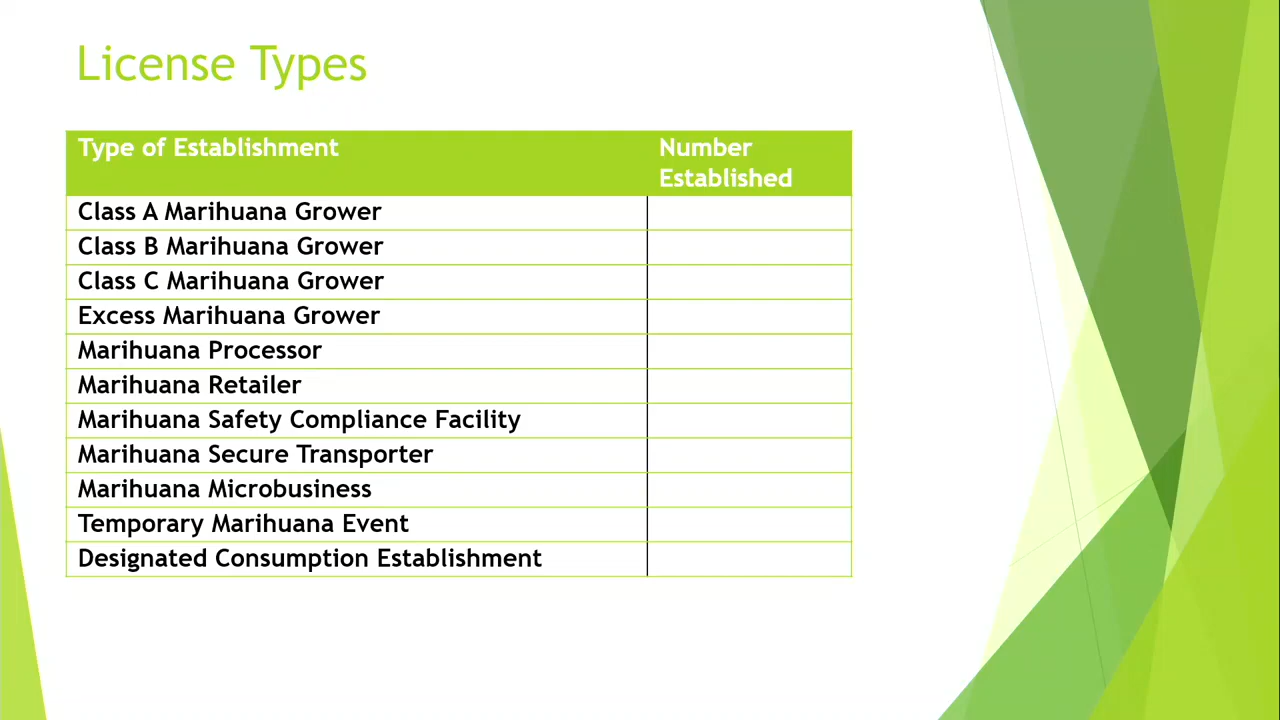 License Types
Type of Establishment
Number
Established
Class A Marihuana Grower
Class B Marihuana Grower
Class C Marihuana Grower
Excess Marihuana Grower
Marihuana Processor
Marihuana Retailer
Marihuana Safety Compliance Facility
Marihuana Secure Transporter
Marihuana Microbusiness
Temporary Marihuana Event
Designated Consumption Establishment